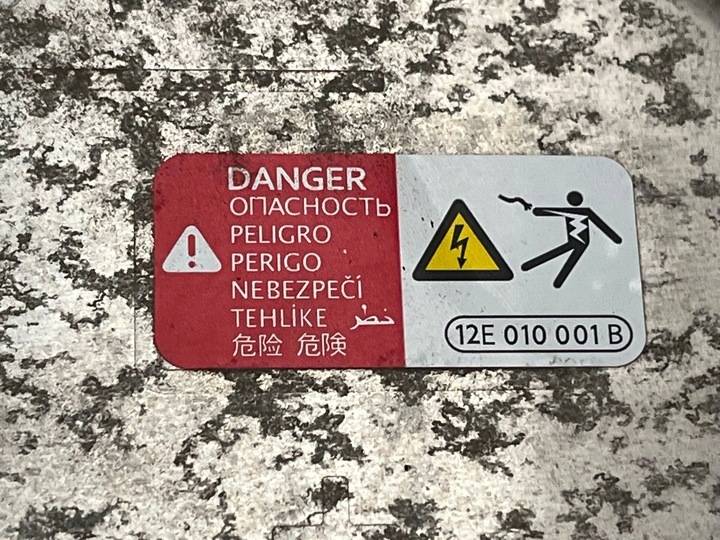 DANGER
ОПАСНОСТЬ
PELIGRO
PERIGO
NEBEZPEČÍ
TEHLİKE خطر
危险 危険
12E 010 001 B